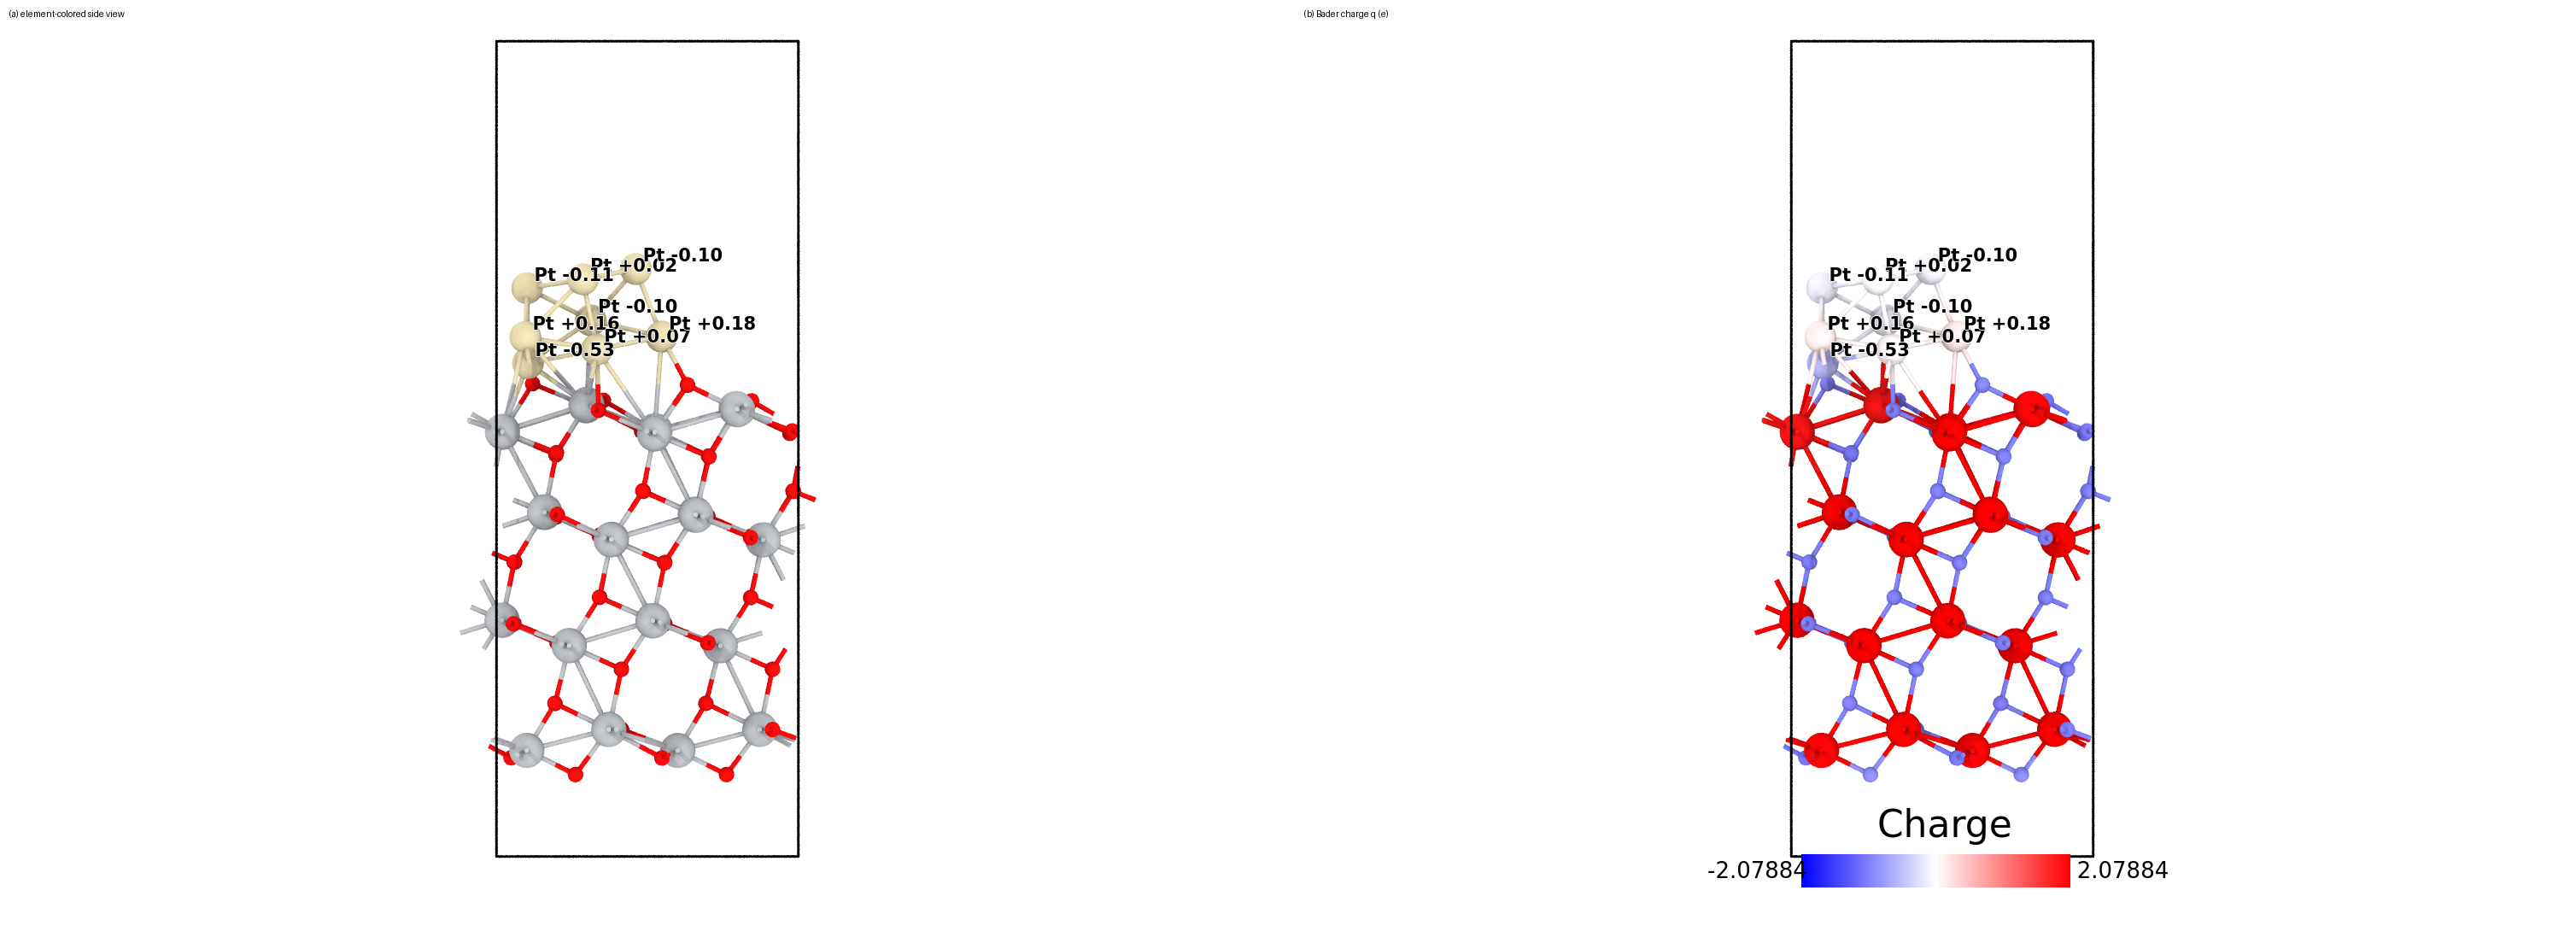 (a) element-colored side view
Pt -0.10
Pt +0.02
Pt -0.11
Pt -0.10
Pt +0.16
Pt +0.18
Pt +0.07
Pt -0.53
(b) Bader charge q (e)
Pt -0.10
Pt +0.02
Pt -0.11
Pt -0.10
Pt +0.16
Pt +0.18
Pt +0.07
Pt -0.53
Charge
-2.07884
2.07884